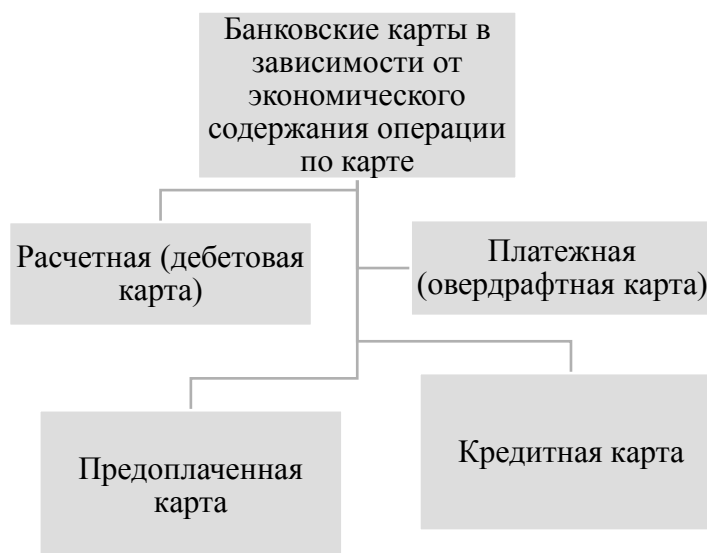 Банковские карты в
зависимости от
экономического
содержания операции
по карте
Расчетная (дебетовая
карта)
Платежная
(овердрафтная карта)
Предоплаченная
карта
Кредитная карта